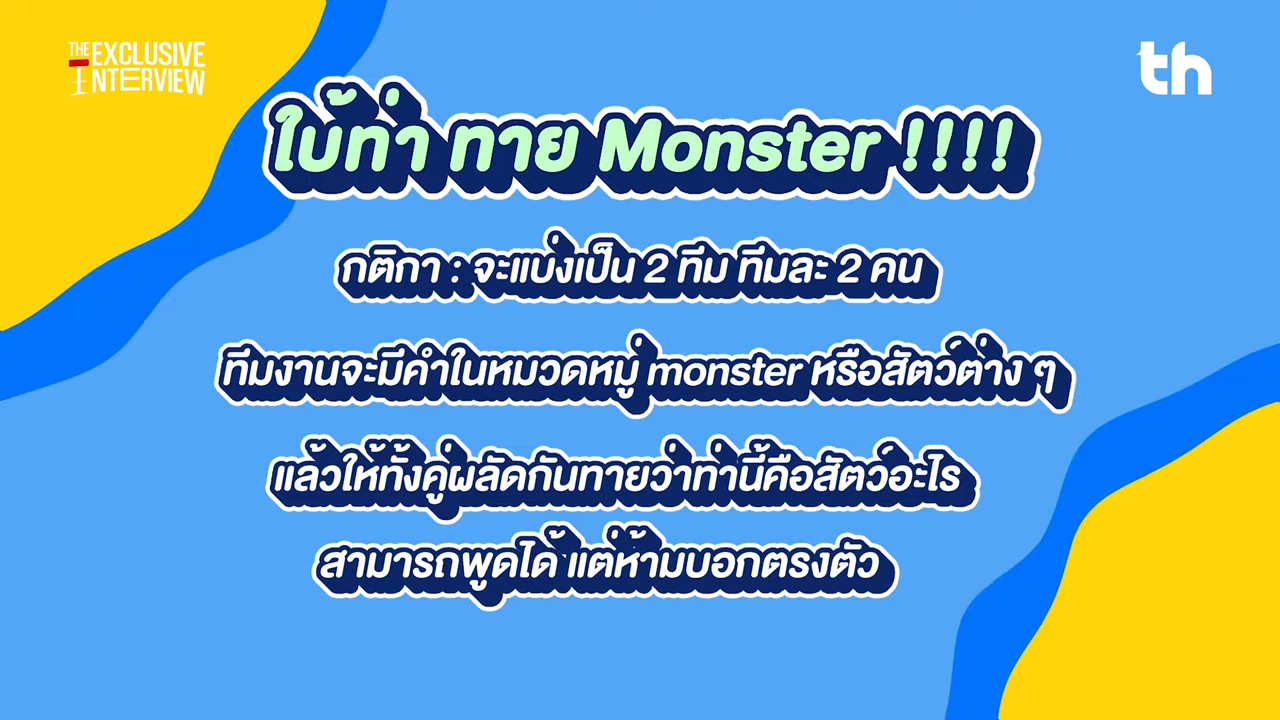 THE EXCLUSIVE
INTERVIEW
th
ใบ้ท่า ทาย Monster !!!!
กติกา : จะแบ่งเป็น 2 ทีม ทีมละ 2 คน
ทีมงานจะมีคำในหมวดหมู่ monster หรือสัตว์ต่าง ๆ
แล้วให้ทั้งคู่ผลัดกันทายว่าท่านี้คือสัตว์อะไร
สามารถพูดได้ แต่ห้ามบอกตรงตัว